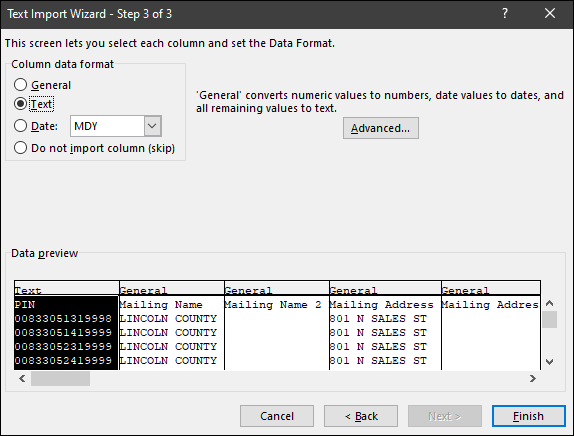 Text Import Wizard - Step 3 of 3 ? ×
This screen lets you select each column and set the Data Format.
Column data format
General
Text
Date: MDY
Do not import column (skip)
'General' converts numeric values to numbers, date values to dates, and
all remaining values to text.
Advanced...
Data preview
Text General General General General
PIN Mailing Name Mailing Name 2 Mailing Address Mailing Addres
00833051319998 LINCOLN COUNTY 801 N SALES ST
00833051419999 LINCOLN COUNTY 801 N SALES ST
00833052319999 LINCOLN COUNTY 801 N SALES ST
00833052419999 LINCOLN COUNTY 801 N SALES ST
Cancel < Back Next > Finish